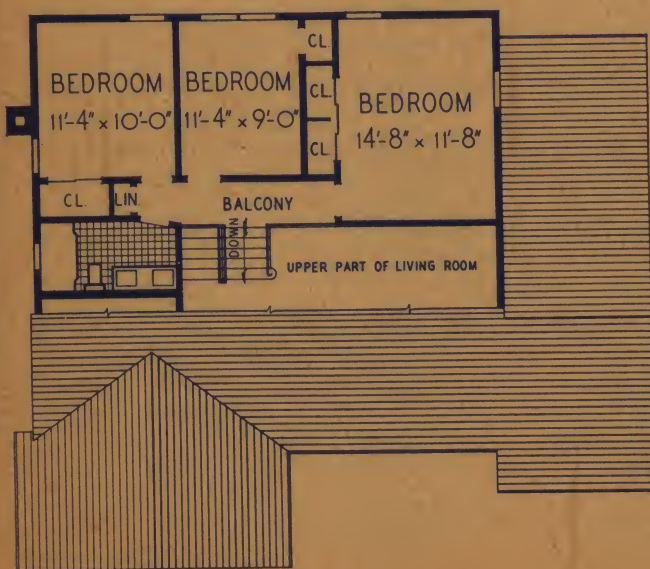 BEDROOM
11'-4" × 10'-0"
BEDROOM
11'-4" × 9'-0"
CL.
CL.
CL.
BEDROOM
14'-8" × 11'-8"
CL.
LIN.
BALCONY
DOWN
UPPER PART OF LIVING ROOM